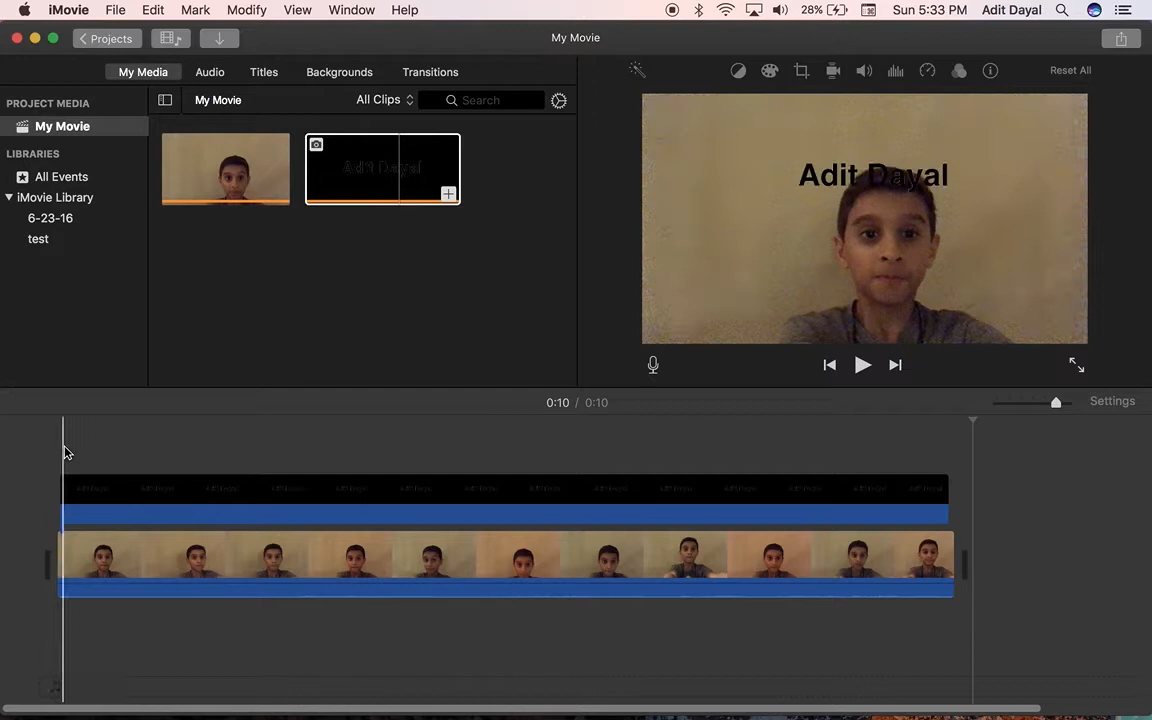 iMovie File Edit Mark Modify View Window Help 28% Sun 5:33 PM Adit Dayal
Projects My Movie
My Media Audio Titles Backgrounds Transitions Reset All
PROJECT MEDIA My Movie All Clips Search
My Movie
LIBRARIES
All Events
iMovie Library
6-23-16
test
Adit Dayal
Adit Dayal
0:10 / 0:10 Settings